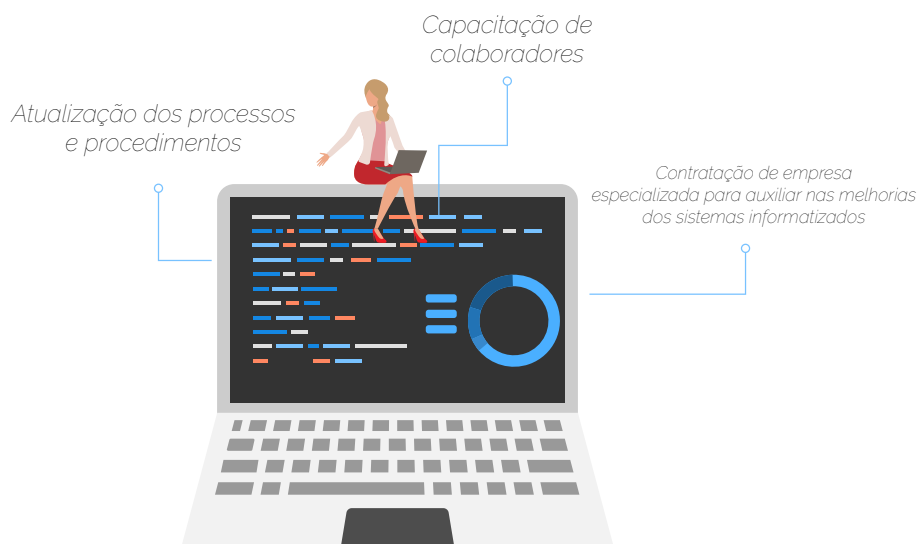 Capacitação de
colaboradores
Atualização dos processos
e procedimentos
Contratação de empresa
especializada para auxiliar nas melhorias
dos sistemas informatizados